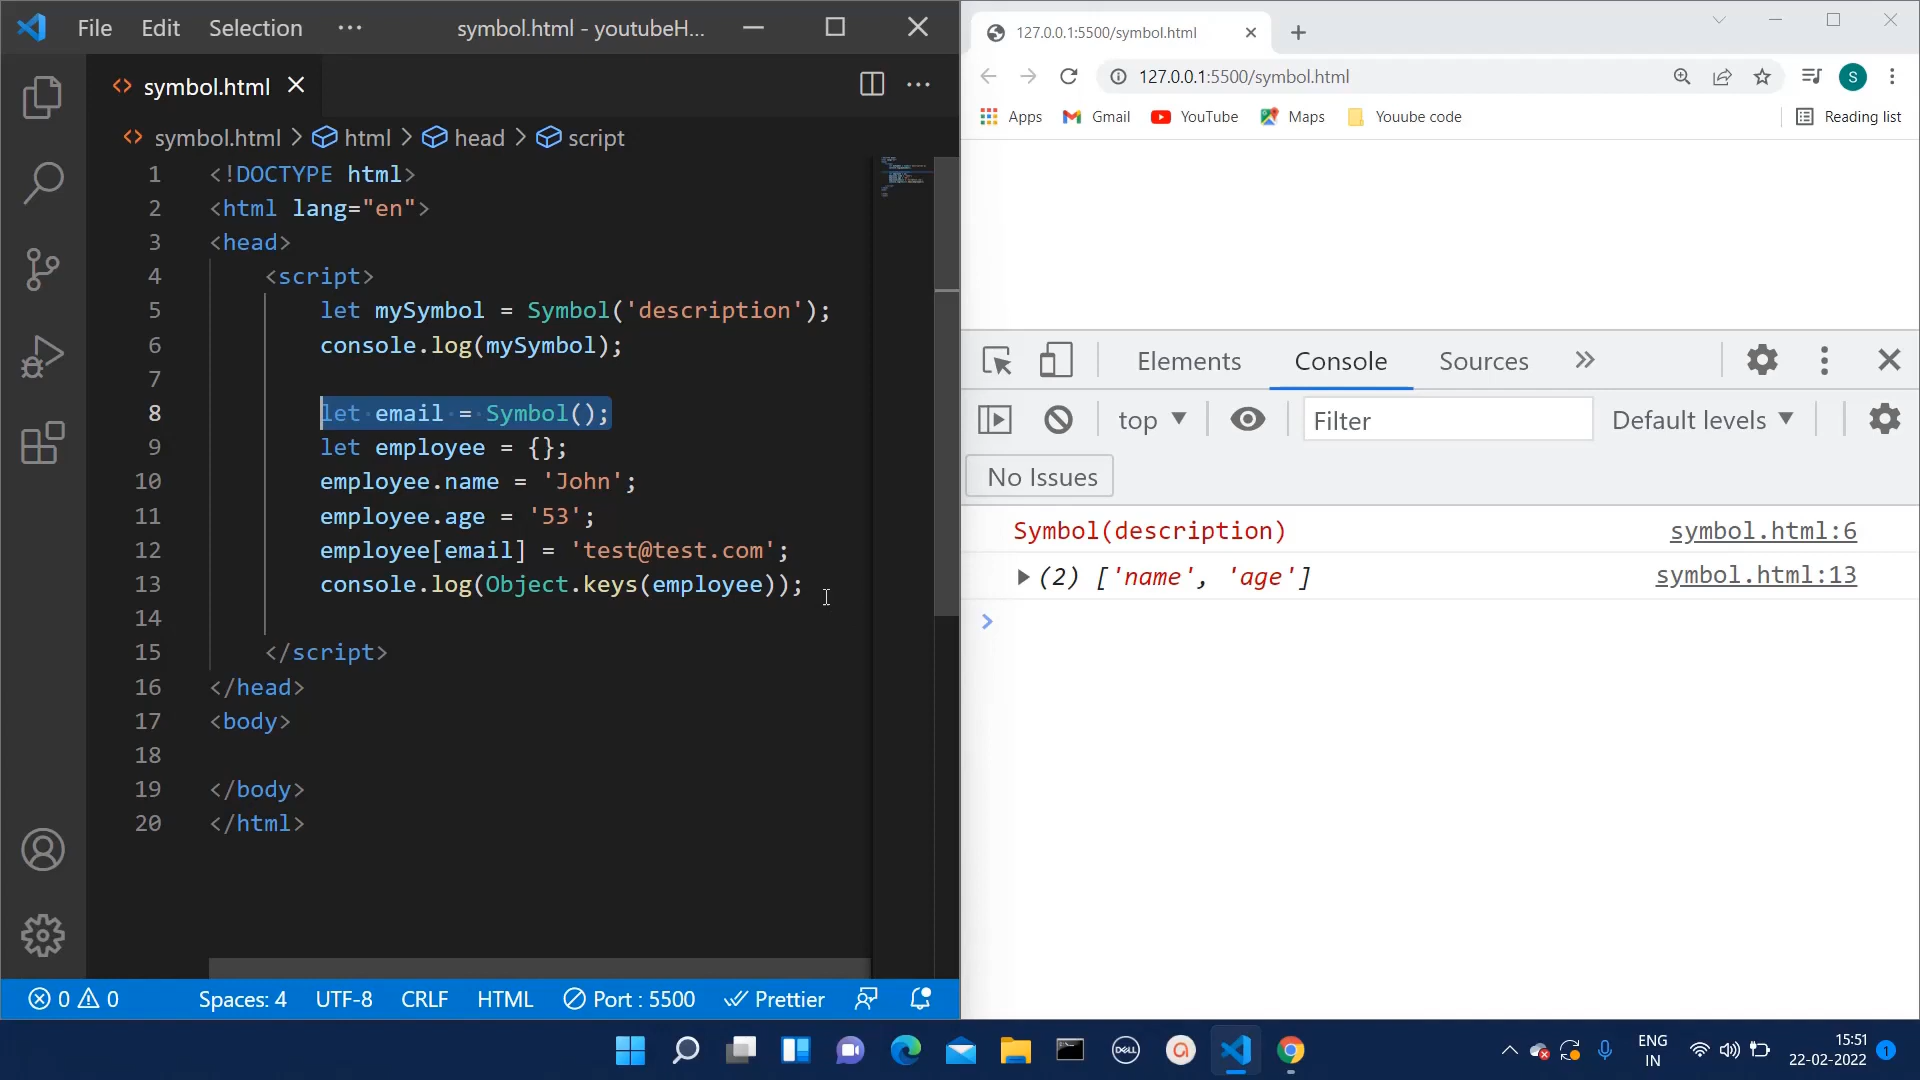 File Edit Selection ··· symbol.html - youtubeH...
symbol.html
symbol.html > html > head > script
1 <!DOCTYPE html>
2 <html lang="en">
3 <head>
4 <script>
5 let mySymbol = Symbol('description');
6 console.log(mySymbol);
7
8 let email = Symbol();
9 let employee = {};
10 employee.name = 'John';
11 employee.age = '53';
12 employee[email] = 'test@test.com';
13 console.log(Object.keys(employee));
14
15 </script>
16 </head>
17 <body>
18
19 </body>
20 </html>
0 0 Spaces: 4 UTF-8 CRLF HTML Port : 5500 Prettier
127.0.0.1:5500/symbol.html
127.0.0.1:5500/symbol.html S
Apps Gmail YouTube Maps Youube code Reading list
Elements Console Sources »
top Filter Default levels
No Issues
Symbol(description) symbol.html:6
(2) ['name', 'age'] symbol.html:13
>
DELL
ENG 15:51
IN 22-02-2022 1